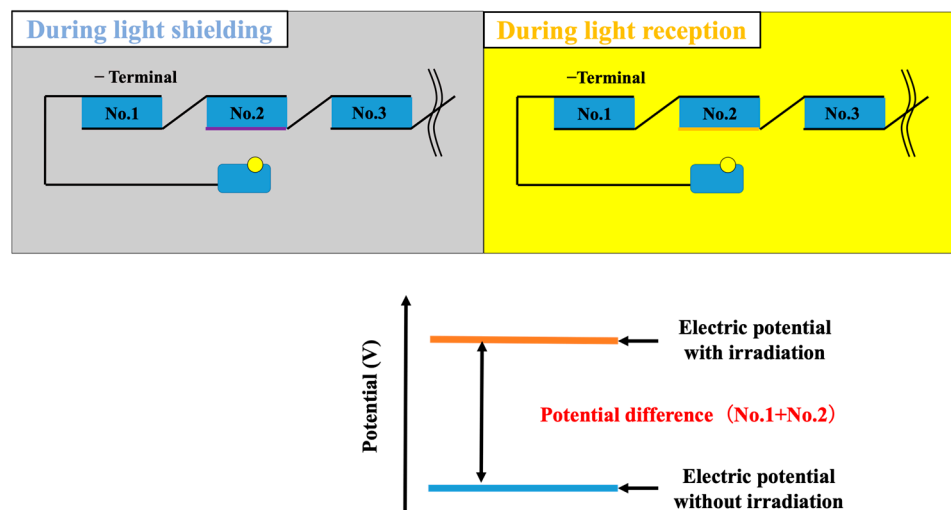 During light shielding
− Terminal
No.1
No.2
No.3
During light reception
−Terminal
No.1
No.2
No.3
Potential (V)
Electric potential
with irradiation
Potential difference（No.1+No.2）
Electric potential
without irradiation